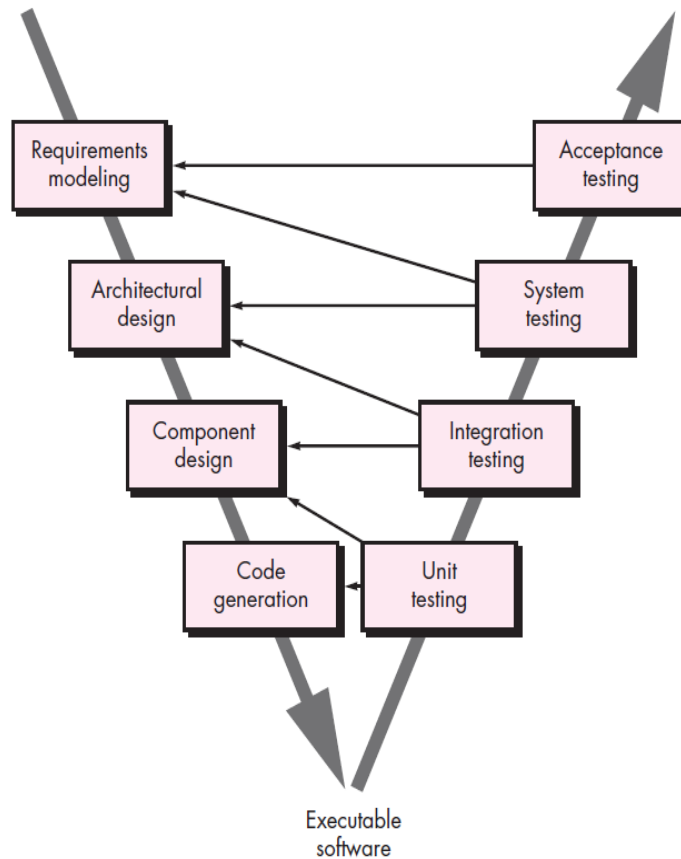 Requirements
modeling
Acceptance
testing
Architectural
design
System
testing
Component
design
Integration
testing
Code
generation
Unit
testing
Executable
software